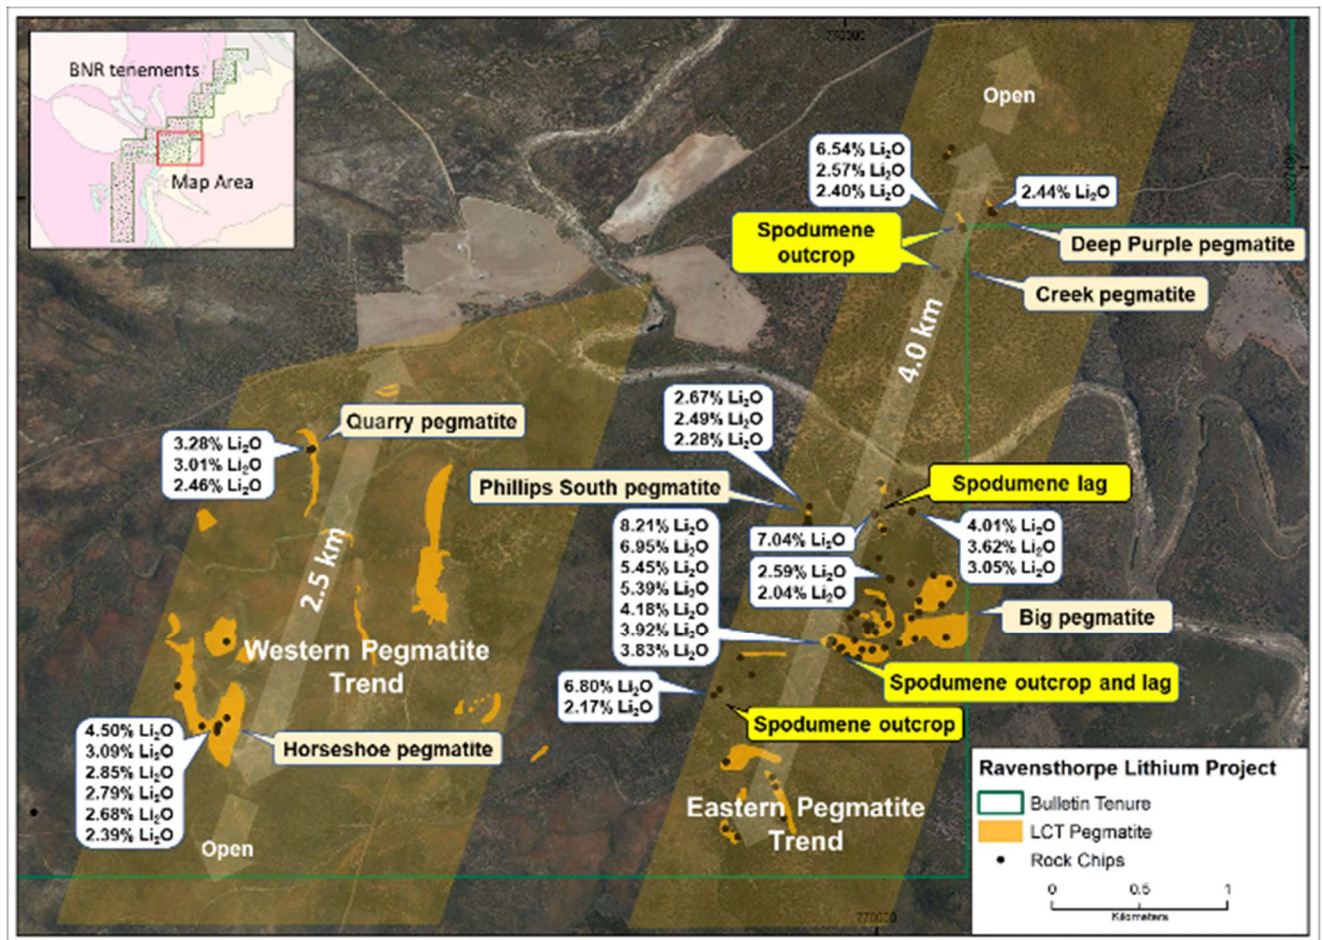 BNR tenements
Map Area
770000
Open
6.54% Li₂O
2.57% Li₂O
2.40% Li₂O
2.44% Li₂O
Spodumene
outcrop
Deep Purple pegmatite
Creek pegmatite
4.0 km
Quarry pegmatite
3.28% Li₂O
3.01% Li₂O
2.46% Li₂O
2.67% Li₂O
2.49% Li₂O
2.28% Li₂O
Phillips South pegmatite
Spodumene lag
8.21% Li₂O
6.95% Li₂O
5.45% Li₂O
5.39% Li₂O
4.18% Li₂O
3.92% Li₂O
3.83% Li₂O
7.04% Li₂O
4.01% Li₂O
3.62% Li₂O
3.05% Li₂O
2.59% Li₂O
2.04% Li₂O
2.5 km
Big pegmatite
Western Pegmatite
Trend
Spodumene outcrop and lag
6.80% Li₂O
2.17% Li₂O
Spodumene outcrop
4.50% Li₂O
3.09% Li₂O
2.85% Li₂O
2.79% Li₂O
2.68% Li₂O
2.39% Li₂O
Horseshoe pegmatite
Open
Eastern Pegmatite
Trend
770000
Ravensthorpe Lithium Project
Bulletin Tenure
LCT Pegmatite
Rock Chips
0 0.5 1
Kilometers